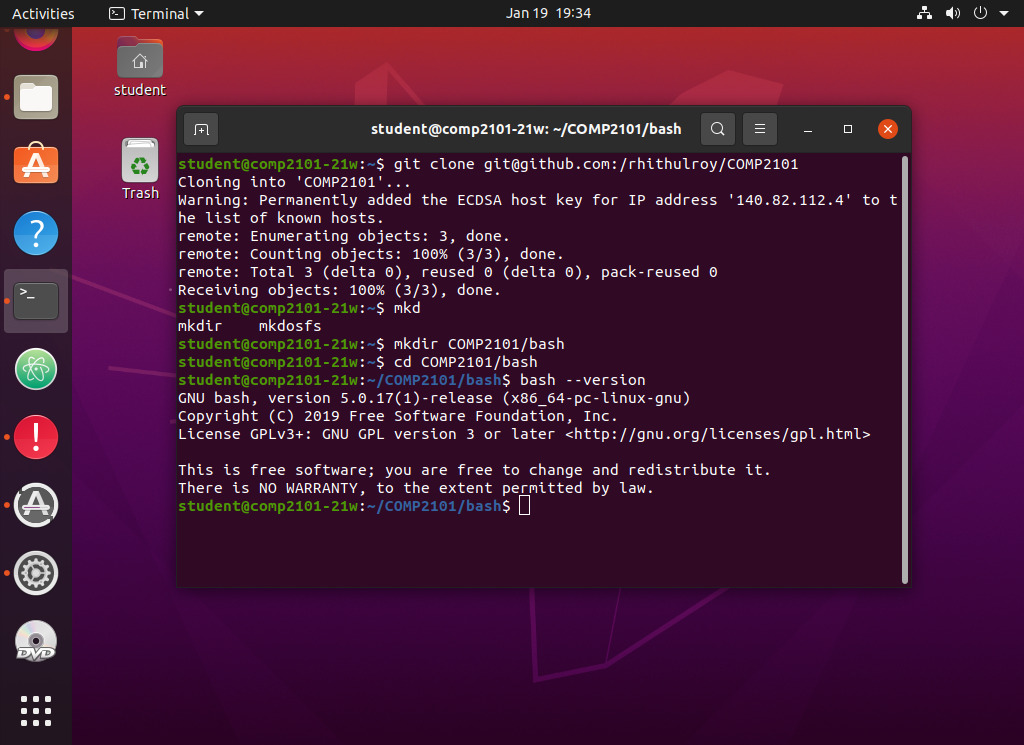 Activities
Terminal
Jan 19 19:34
student
Trash
student@comp2101-21w: ~/COMP2101/bash
student@comp2101-21w:~$ git clone git@github.com:/rhithulroy/COMP2101
Cloning into 'COMP2101'...
Warning: Permanently added the ECDSA host key for IP address '140.82.112.4' to t
he list of known hosts.
remote: Enumerating objects: 3, done.
remote: Counting objects: 100% (3/3), done.
remote: Total 3 (delta 0), reused 0 (delta 0), pack-reused 0
Receiving objects: 100% (3/3), done.
student@comp2101-21w:~$ mkd
mkdir    mkdosfs
student@comp2101-21w:~$ mkdir COMP2101/bash
student@comp2101-21w:~$ cd COMP2101/bash
student@comp2101-21w:~/COMP2101/bash$ bash --version
GNU bash, version 5.0.17(1)-release (x86_64-pc-linux-gnu)
Copyright (C) 2019 Free Software Foundation, Inc.
License GPLv3+: GNU GPL version 3 or later <http://gnu.org/licenses/gpl.html>

This is free software; you are free to change and redistribute it.
There is NO WARRANTY, to the extent permitted by law.
student@comp2101-21w:~/COMP2101/bash$
DVD